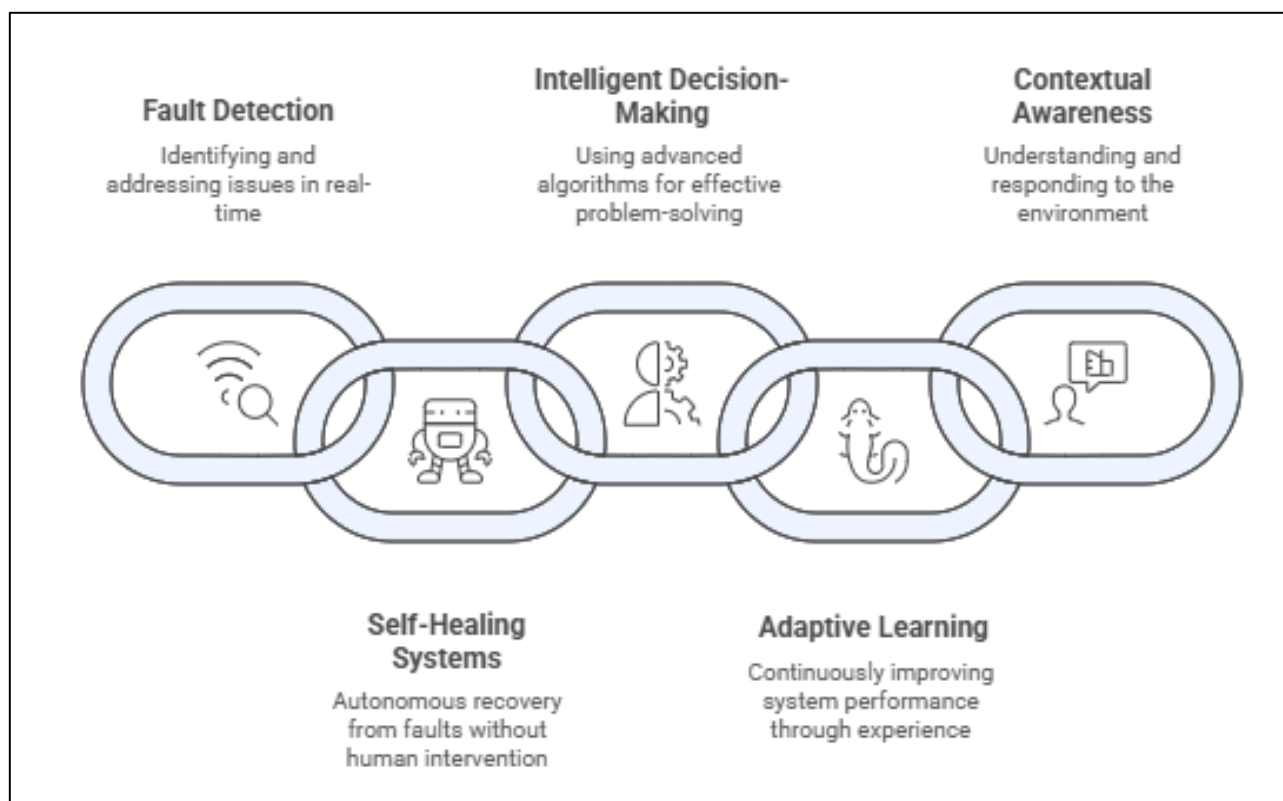 Fault Detection
Identifying and
addressing issues in real-
time
Intelligent Decision-
Making
Using advanced
algorithms for effective
problem-solving
Contextual
Awareness
Understanding and
responding to the
environment
Self-Healing
Systems
Autonomous recovery
from faults without
human intervention
Adaptive Learning
Continuously improving
system performance
through experience